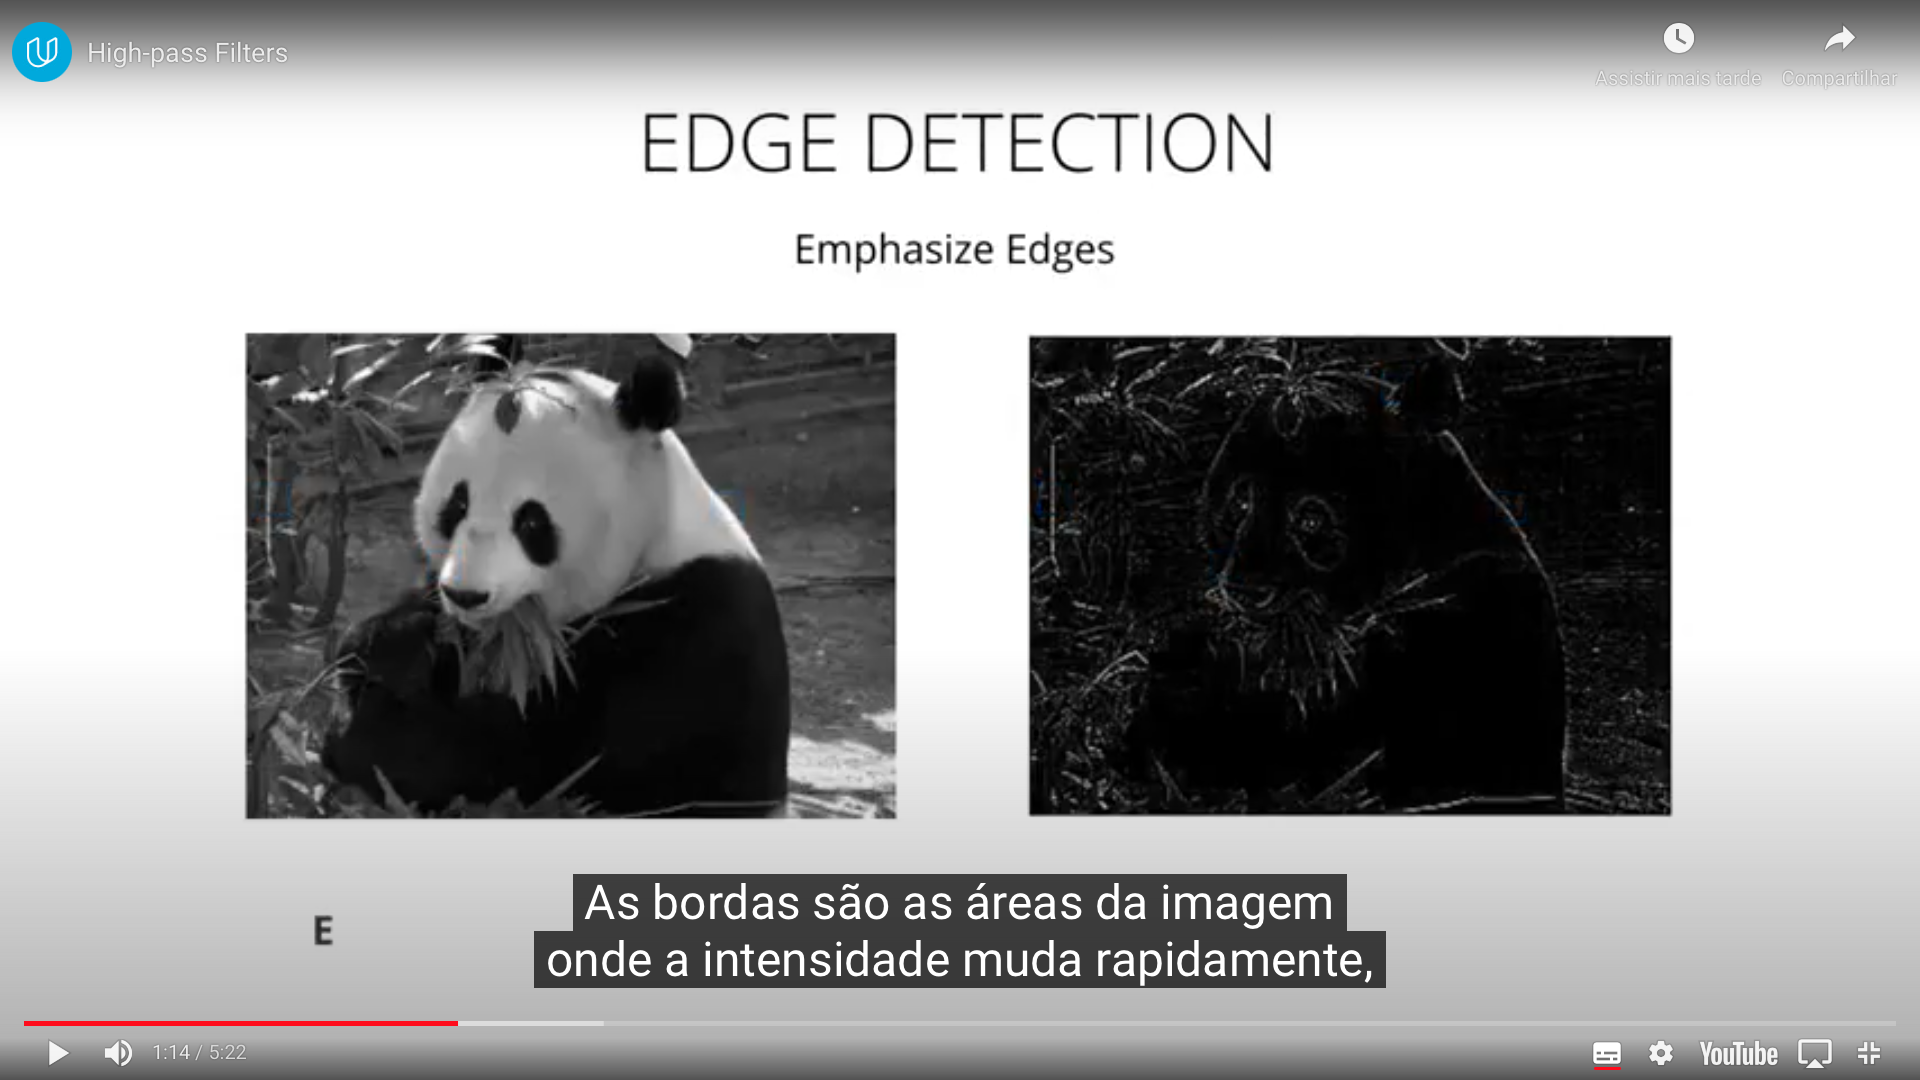 High-pass Filters
Assistir mais tarde
Compartilhar
EDGE DETECTION
Emphasize Edges
E
As bordas são as áreas da imagem
onde a intensidade muda rapidamente,
1:14 / 5:22
YouTube